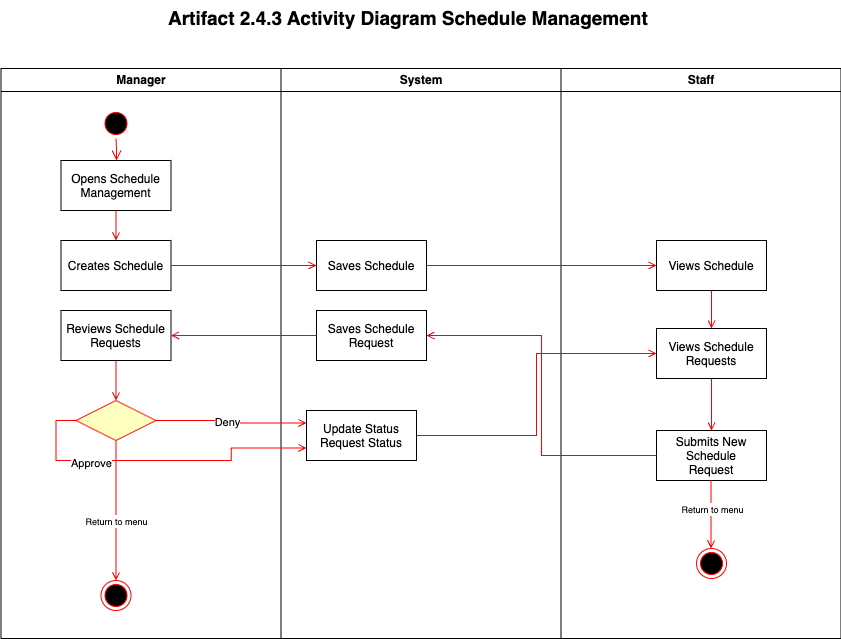 Artifact 2.4.3 Activity Diagram Schedule Management
Manager
System
Staff
Opens Schedule
Management
Creates Schedule
Saves Schedule
Views Schedule
Reviews Schedule
Requests
Saves Schedule
Request
Views Schedule
Requests
Deny
Update Status
Request Status
Approve
Submits New
Schedule
Request
Return to menu
Return to menu